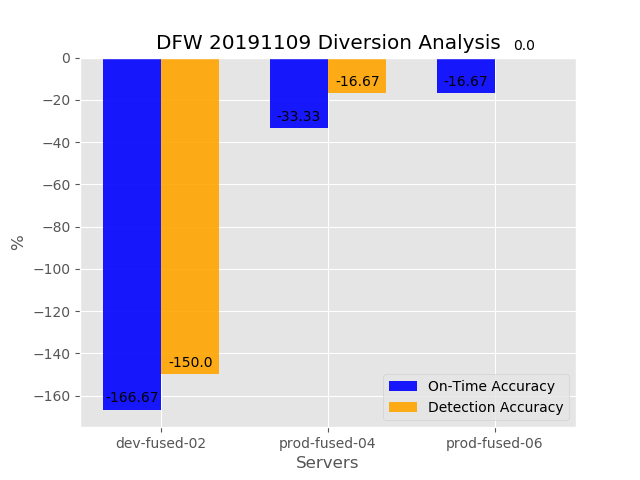 DFW 20191109 Diversion Analysis
0.0
0
−20
−40
−60
−80
−100
−120
−140
−160
%
-166.67
-150.0
-33.33
-16.67
-16.67
On-Time Accuracy
Detection Accuracy
dev-fused-02
prod-fused-04
prod-fused-06
Servers